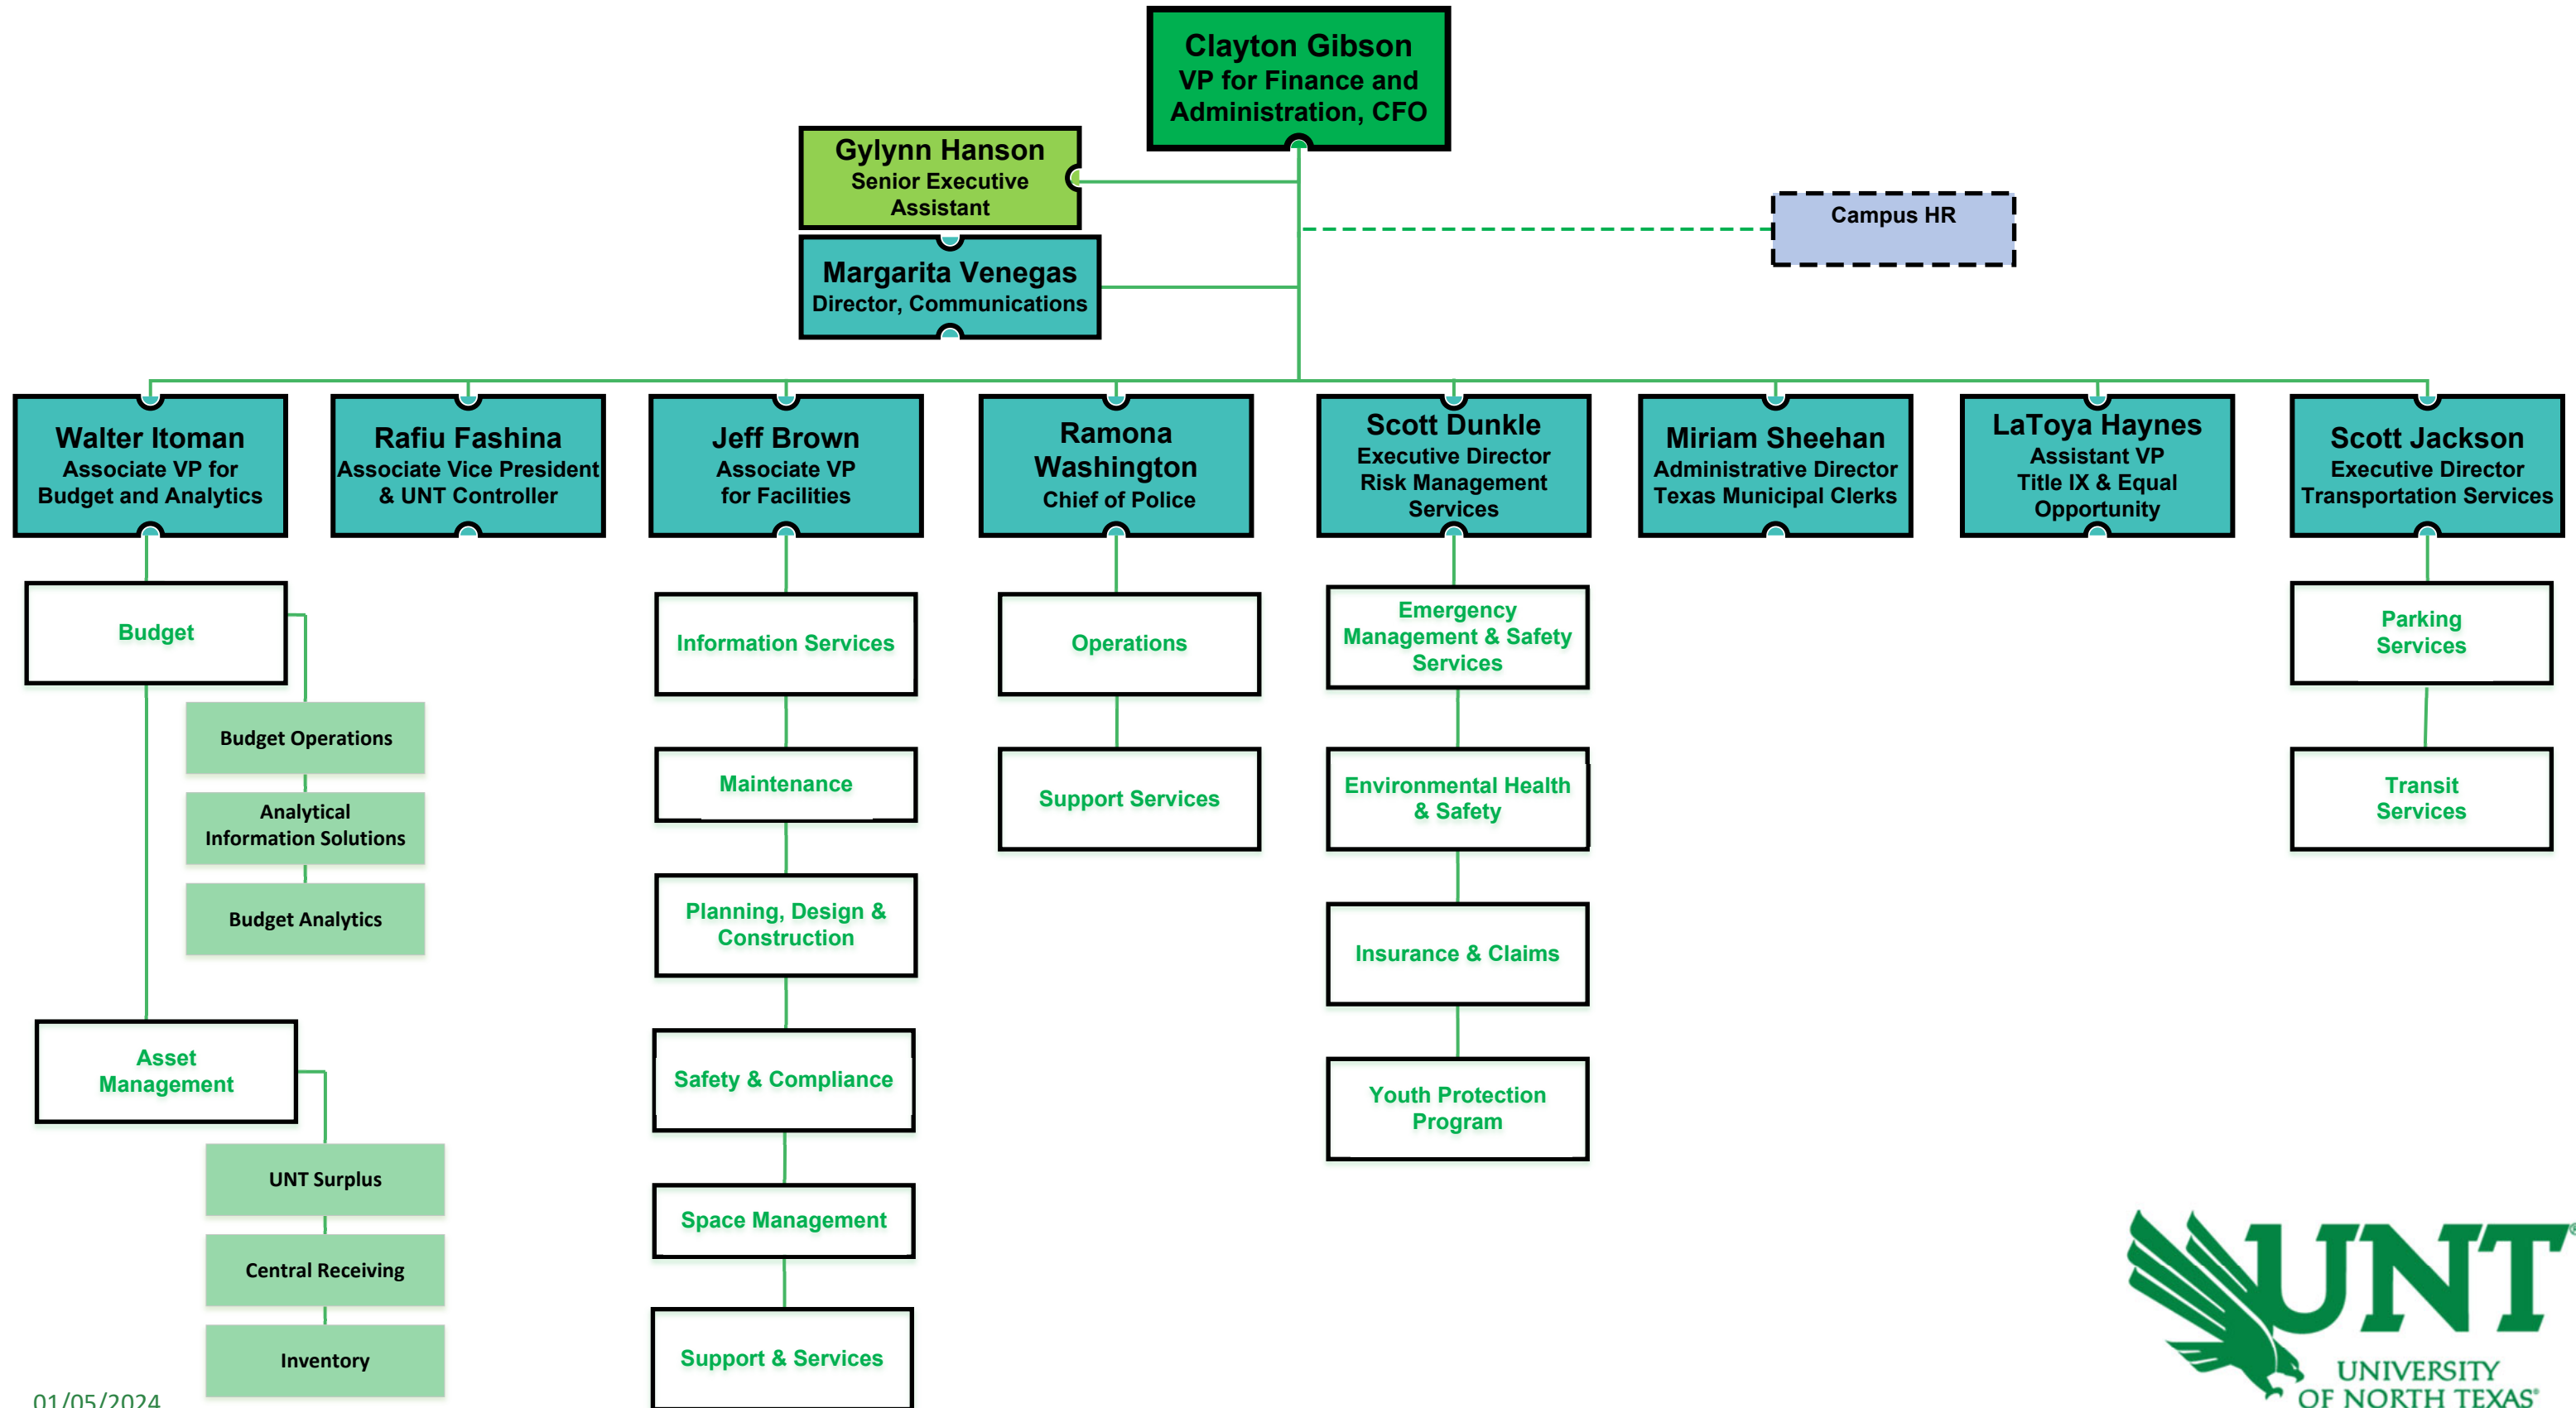 Clayton Gibson
VP for Finance and
Administration, CFO
Gylynn Hanson
Senior Executive
Assistant
Campus HR
Margarita Venegas
Director, Communications
Walter Itoman
Associate VP for
Budget and Analytics
Rafiu Fashina
Associate Vice President
& UNT Controller
Jeff Brown
Associate VP
for Facilities
Ramona
Washington
Chief of Police
Scott Dunkle
Executive Director
Risk Management
Services
Miriam Sheehan
Administrative Director
Texas Municipal Clerks
LaToya Haynes
Assistant VP
Title IX & Equal
Opportunity
Scott Jackson
Executive Director
Transportation Services
Budget
Budget Operations
Analytical
Information Solutions
Budget Analytics
Asset
Management
UNT Surplus
Central Receiving
Inventory
Information Services
Maintenance
Planning, Design &
Construction
Safety & Compliance
Space Management
Support & Services
Operations
Support Services
Emergency
Management & Safety
Services
Environmental Health
& Safety
Insurance & Claims
Youth Protection
Program
Parking
Services
Transit
Services
01/05/2024
UNT®
UNIVERSITY
OF NORTH TEXAS®